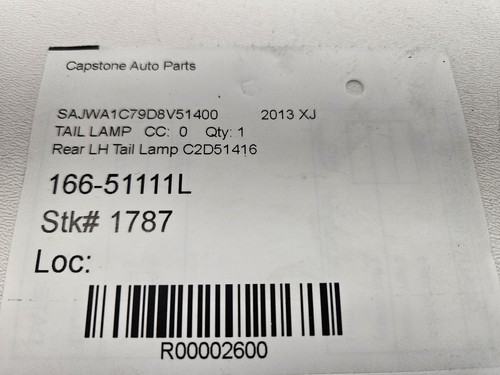 Capstone Auto Parts
SAJWA1C79D8V51400 2013 XJ
TAIL LAMP CC: 0 Qty: 1
Rear LH Tail Lamp C2D51416
166-51111L
Stk# 1787
Loc:
R00002600